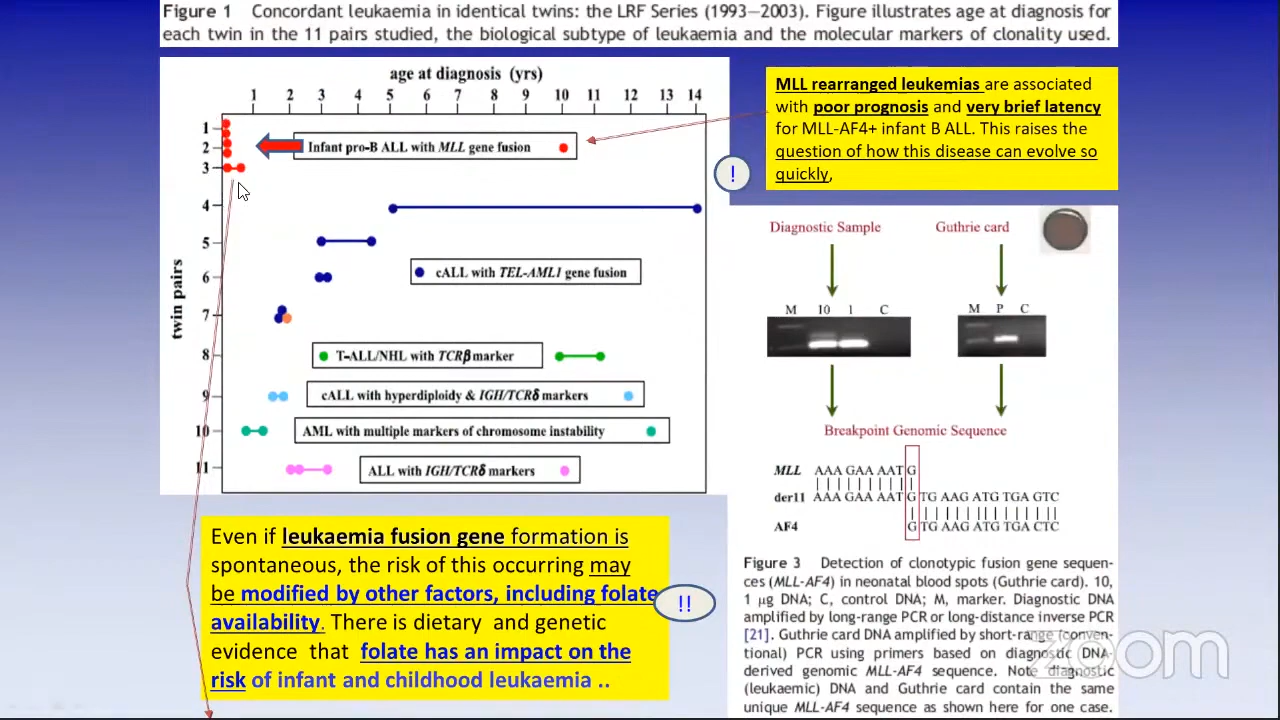 Figure 1 Concordant leukaemia in identical twins: the LRF Series (1993—2003). Figure illustrates age at diagnosis for
each twin in the 11 pairs studied, the biological subtype of leukaemia and the molecular markers of clonality used.
age at diagnosis (yrs)
1 2 3 4 5 6 7 8 9 10 11 12 13 14
twin pairs
1
2
3
4
5
6
7
8
9
10
11
Infant pro-B ALL with MLL gene fusion
cALL with TEL-AML1 gene fusion
T-ALL/NHL with TCRβ marker
cALL with hyperdiploidy & IGH/TCRδ markers
AML with multiple markers of chromosome instability
ALL with IGH/TCRδ markers
MLL rearranged leukemias are associated
with poor prognosis and very brief latency
for MLL-AF4+ infant B ALL. This raises the
question of how this disease can evolve so
quickly,
!
Diagnostic Sample Guthrie card
M 10 1 C M P C
Breakpoint Genomic Sequence
MLL AAA GAA AAT G
der11 AAA GAA AAT G TG AAG ATG TGA GTC
AF4 G TG AAG ATG TGA CTC
Figure 3 Detection of clonotypic fusion gene sequen-
ces (MLL-AF4) in neonatal blood spots (Guthrie card). 10,
1 μg DNA; C, control DNA; M, marker. Diagnostic DNA
amplified by long-range PCR or long-distance inverse PCR
[21]. Guthrie card DNA amplified by short-range (conven-
tional) PCR using primers based on diagnostic DNA-
derived genomic MLL-AF4 sequence. Note diagnostic
(leukaemic) DNA and Guthrie card contain the same
unique MLL-AF4 sequence as shown here for one case.
Even if leukaemia fusion gene formation is
spontaneous, the risk of this occurring may
be modified by other factors, including folate
availability. There is dietary and genetic
evidence that folate has an impact on the
risk of infant and childhood leukaemia ..
!!
zoom